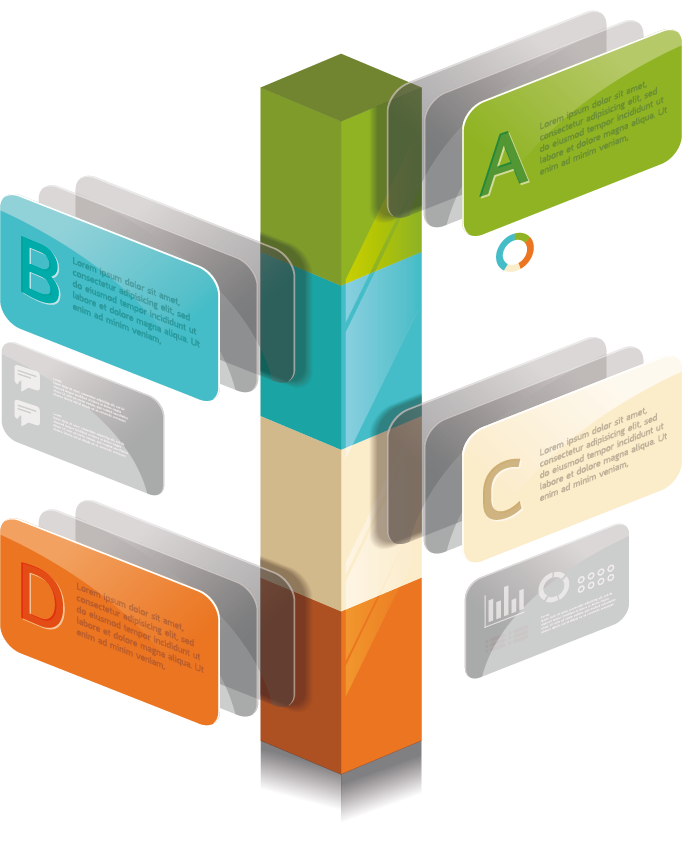 A
Lorem ipsum dolor sit amet,
consectetur adipisicing elit, sed
do eiusmod tempor incididunt ut
labore et dolore magna aliqua. Ut
enim ad minim veniam,
B
Lorem ipsum dolor sit amet,
consectetur adipisicing elit, sed
do eiusmod tempor incididunt ut
labore et dolore magna aliqua. Ut
enim ad minim veniam,
C
Lorem ipsum dolor sit amet,
consectetur adipisicing elit, sed
do eiusmod tempor incididunt ut
labore et dolore magna aliqua. Ut
enim ad minim veniam,
D
Lorem ipsum dolor sit amet,
consectetur adipisicing elit, sed
do eiusmod tempor incididunt ut
labore et dolore magna aliqua. Ut
enim ad minim veniam,